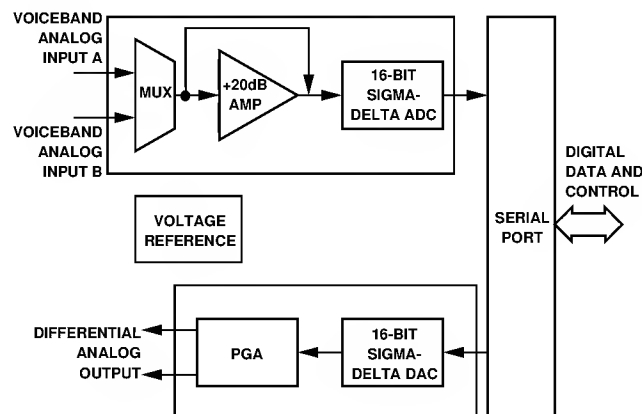 VOICEBAND
ANALOG
INPUT A
MUX
+20dB
AMP
16-BIT
SIGMA-
DELTA ADC
VOICEBAND
ANALOG
INPUT B
VOLTAGE
REFERENCE
SERIAL
PORT
DIGITAL
DATA AND
CONTROL
DIFFERENTIAL
ANALOG
OUTPUT
PGA
16-BIT
SIGMA-
DELTA DAC